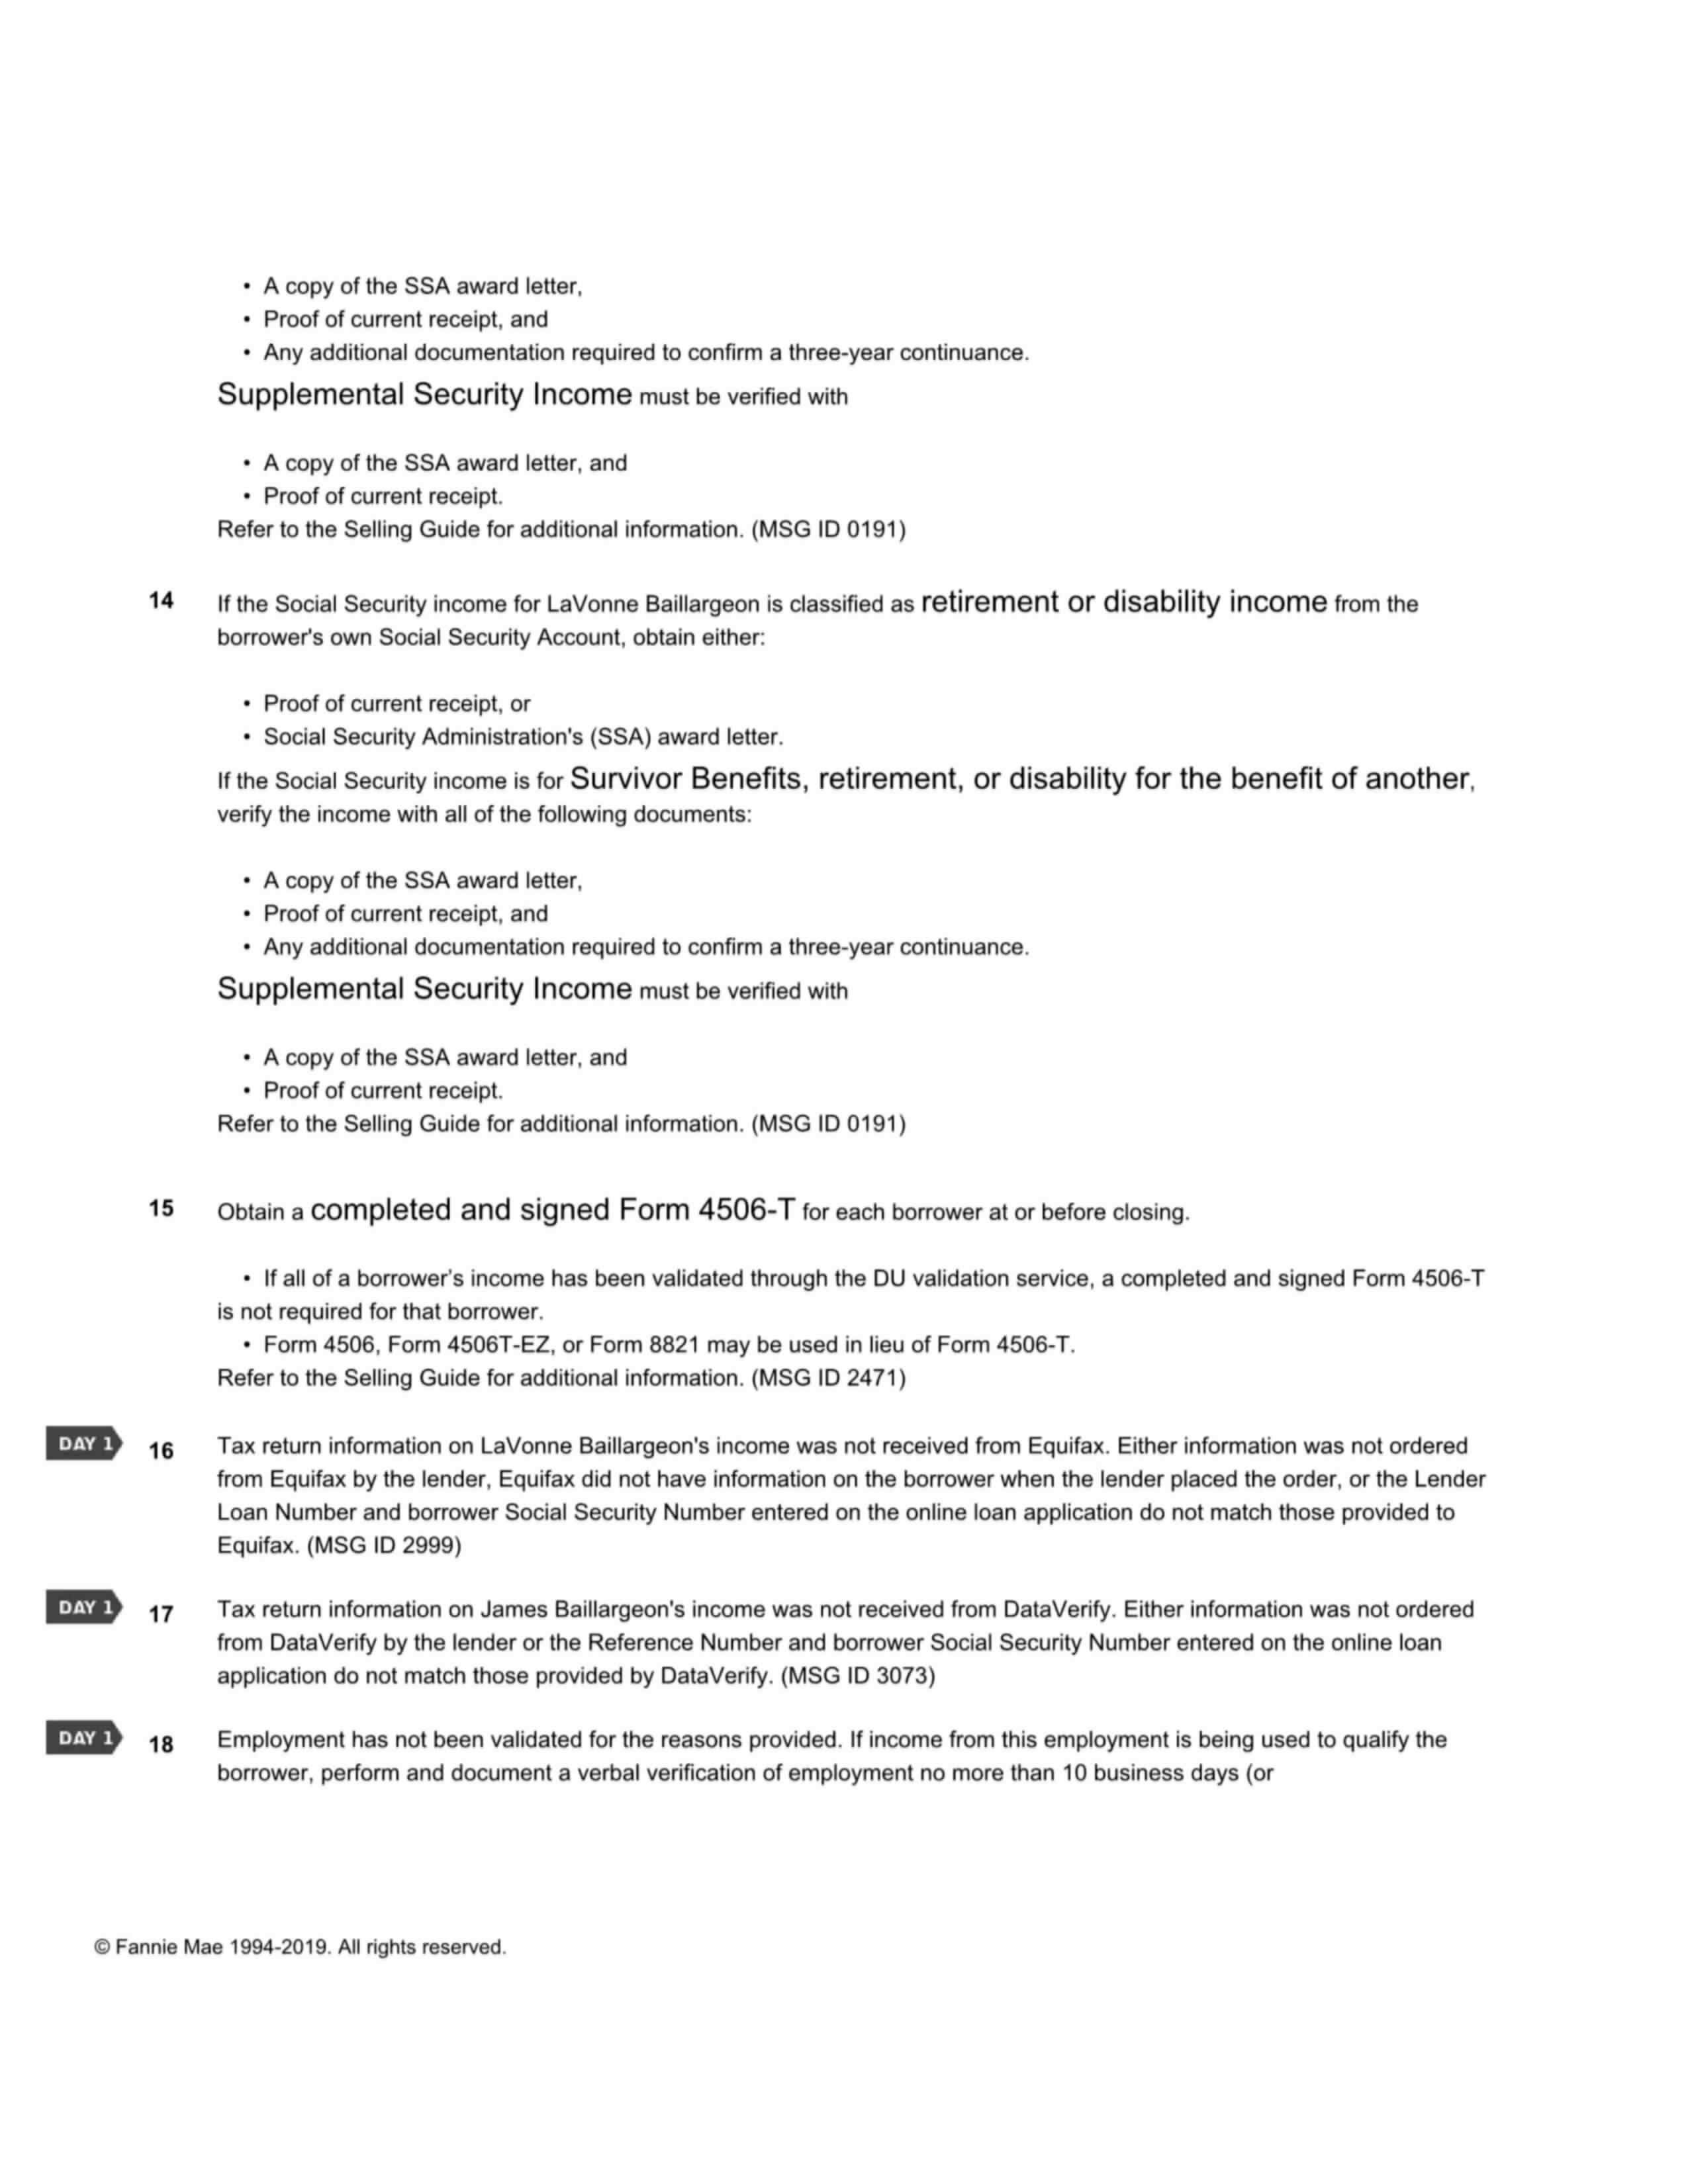 • A copy of the SSA award letter,
• Proof of current receipt, and
• Any additional documentation required to confirm a three-year continuance.
Supplemental Security Income must be verified with
• A copy of the SSA award letter, and
• Proof of current receipt.
Refer to the Selling Guide for additional information. (MSG ID 0191)
14 If the Social Security income for LaVonne Baillargeon is classified as retirement or disability income from the
borrower's own Social Security Account, obtain either:
• Proof of current receipt, or
• Social Security Administration's (SSA) award letter.
If the Social Security income is for Survivor Benefits, retirement, or disability for the benefit of another,
verify the income with all of the following documents:
• A copy of the SSA award letter,
• Proof of current receipt, and
• Any additional documentation required to confirm a three-year continuance.
Supplemental Security Income must be verified with
• A copy of the SSA award letter, and
• Proof of current receipt.
Refer to the Selling Guide for additional information. (MSG ID 0191)
15 Obtain a completed and signed Form 4506-T for each borrower at or before closing.
• If all of a borrower’s income has been validated through the DU validation service, a completed and signed Form 4506-T
is not required for that borrower.
• Form 4506, Form 4506T-EZ, or Form 8821 may be used in lieu of Form 4506-T.
Refer to the Selling Guide for additional information. (MSG ID 2471)
DAY 1 16 Tax return information on LaVonne Baillargeon's income was not received from Equifax. Either information was not ordered
from Equifax by the lender, Equifax did not have information on the borrower when the lender placed the order, or the Lender
Loan Number and borrower Social Security Number entered on the online loan application do not match those provided to
Equifax. (MSG ID 2999)
DAY 1 17 Tax return information on James Baillargeon's income was not received from DataVerify. Either information was not ordered
from DataVerify by the lender or the Reference Number and borrower Social Security Number entered on the online loan
application do not match those provided by DataVerify. (MSG ID 3073)
DAY 1 18 Employment has not been validated for the reasons provided. If income from this employment is being used to qualify the
borrower, perform and document a verbal verification of employment no more than 10 business days (or
© Fannie Mae 1994-2019. All rights reserved.